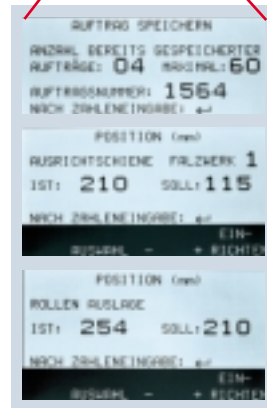 AUFTRAG SPEICHERN
ANZAHL BEREITS GESPEICHERTER
AUFTRÄGE: 04 MAXIMAL: 60
AUFTRAGSNUMMER: 1564
NACH ZAHLENEINGABE: ↵
POSITION (mm)
AUSRICHTSCHIENE FALZWERK 1
IST: 210 SOLL: 115
NACH ZAHLENEINGABE: ↵
EIN-
AUSWAHL - + RICHTEN
POSITION (mm)
ROLLEN AUSLAGE
IST: 254 SOLL: 210
NACH ZAHLENEINGABE: ↵
EIN-
AUSWAHL - + RICHTEN